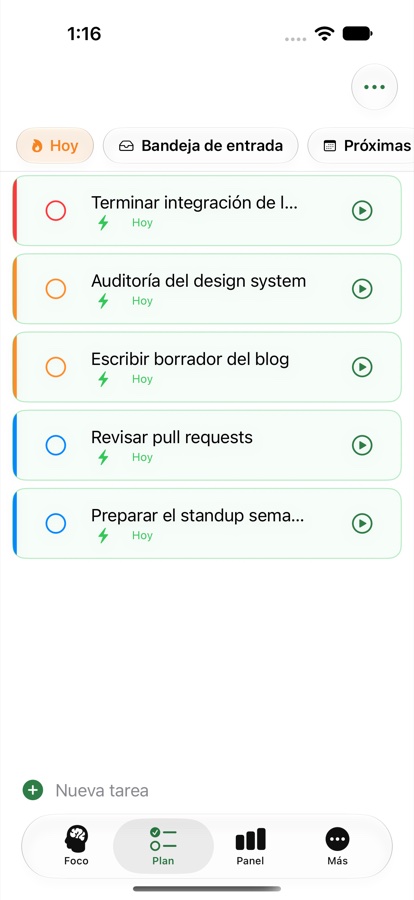 1:16
Hoy
Bandeja de entrada
Próximas
Terminar integración de l...
Hoy
Auditoría del design system
Hoy
Escribir borrador del blog
Hoy
Revisar pull requests
Hoy
Preparar el standup sema...
Hoy
Nueva tarea
Foco
Plan
Panel
Más